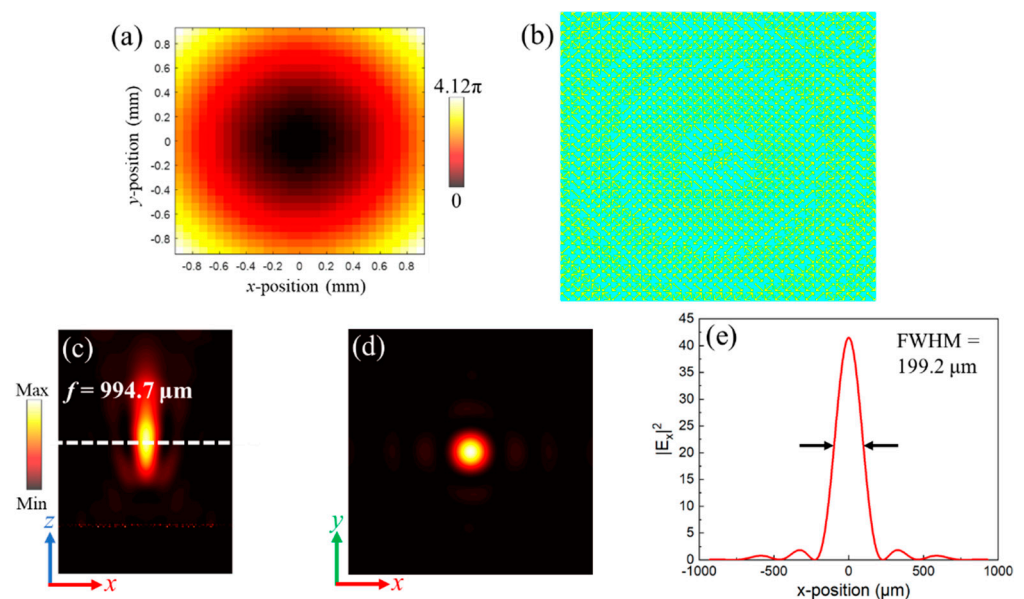 (a)
0.8
0.6
0.4
0.2
0
0.2
0.4
0.6
0.8
y-position (mm)
-0.8 -0.6 -0.4 -0.2 0 0.2 0.4 0.6 0.8
x-position (mm)
4.12π
0
(b)
(c)
f = 994.7 μm
Max
Min
z
x
(d)
y
x
(e)
FWHM =
199.2 μm
|Ex|²
45
40
35
30
25
20
15
10
5
0
-1000 -500 0 500 1000
x-position (μm)